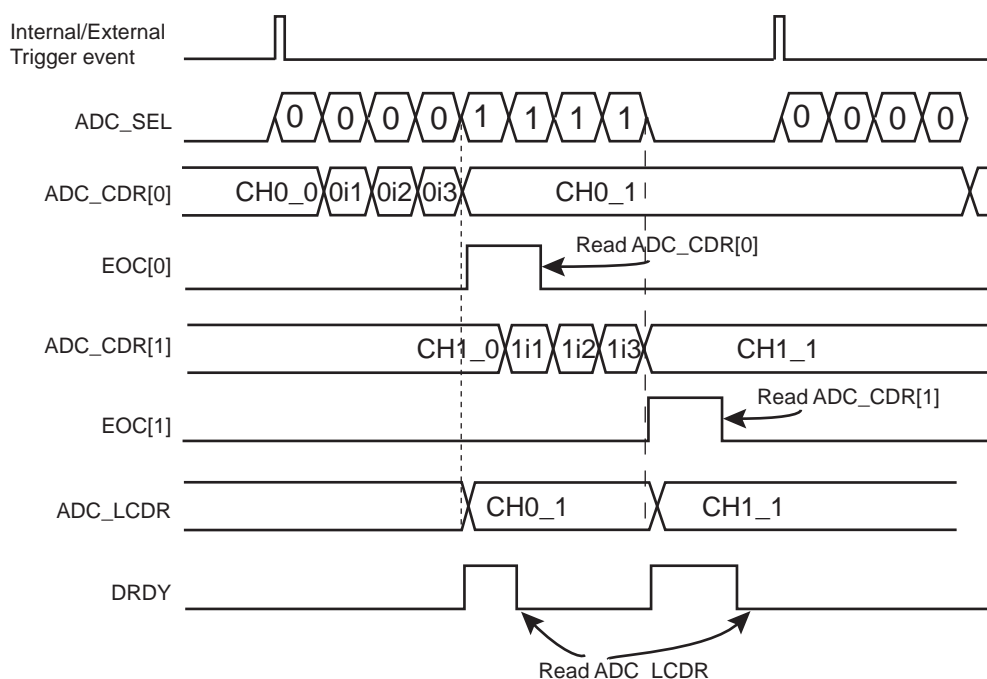 Internal/External
Trigger event
ADC_SEL
0 0 0 0 1 1 1 1 0 0 0 0
ADC_CDR[0]
CH0_0 0i1 0i2 0i3 CH0_1
EOC[0]
Read ADC_CDR[0]
ADC_CDR[1]
CH1_0 1i1 1i2 1i3 CH1_1
Read ADC_CDR[1]
EOC[1]
ADC_LCDR
CH0_1 CH1_1
DRDY
Read ADC_LCDR